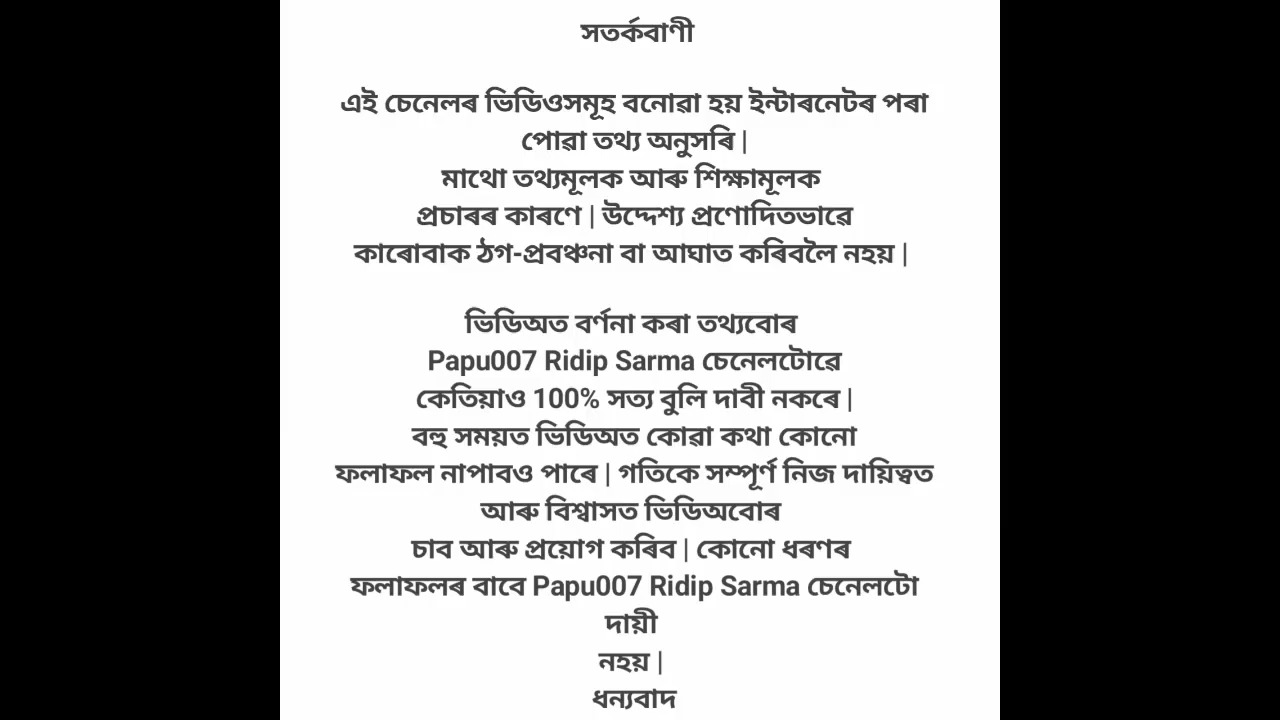 সতৰ্কবাণী
এই চেনেলৰ ভিডিওসমূহ বনোৱা হয় ইন্টাৰনেটৰ পৰা
পোৱা তথ্য অনুসৰি |
মাথো তথ্যমূলক আৰু শিক্ষামূলক
প্ৰচাৰৰ কাৰণে | উদ্দেশ্য প্ৰণোদিতভাৱে
কাৰোবাক ঠগ-প্ৰবঞ্চনা বা আঘাত কৰিবলৈ নহয় |
ভিডিঅত বৰ্ণনা কৰা তথ্যবোৰ
Papu007 Ridip Sarma চেনেলটোৱে
কেতিয়াও 100% সত্য বুলি দাবী নকৰে |
বহু সময়ত ভিডিঅত কোৱা কথা কোনো
ফলাফল নাপাবও পাৰে | গতিকে সম্পূৰ্ণ নিজ দায়িত্বত
আৰু বিশ্বাসত ভিডিঅবোৰ
চাব আৰু প্ৰয়োগ কৰিব | কোনো ধৰণৰ
ফলাফলৰ বাবে Papu007 Ridip Sarma চেনেলটো
দায়ী
নহয় |
ধন্যবাদ